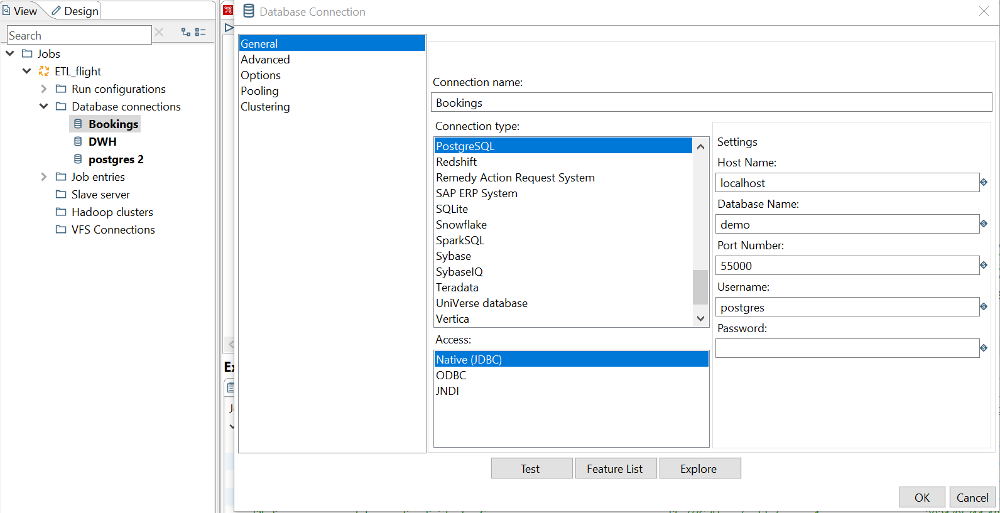 View
Design
Search
Jobs
ETL_flight
Run configurations
Database connections
Bookings
DWH
postgres 2
Job entries
Slave server
Hadoop clusters
VFS Connections
Database Connection
General
Advanced
Options
Pooling
Clustering
Connection name:
Bookings
Connection type:
PostgreSQL
Redshift
Remedy Action Request System
SAP ERP System
SQLite
Snowflake
SparkSQL
Sybase
SybaseIQ
Teradata
UniVerse database
Vertica
Access:
Native (JDBC)
ODBC
JNDI
Settings
Host Name:
localhost
Database Name:
demo
Port Number:
55000
Username:
postgres
Password:
Test
Feature List
Explore
OK
Cancel